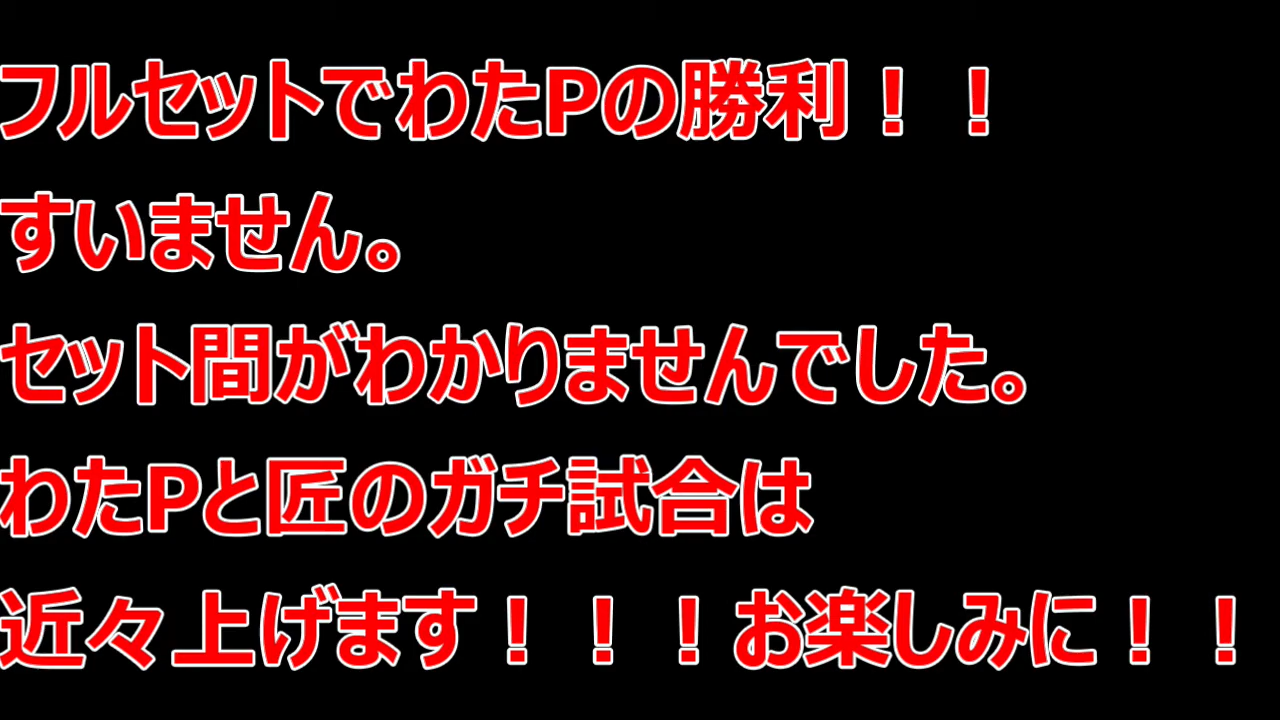 フルセットでわたPの勝利！！
すいません。
セット間がわかりませんでした。
わたPと匠のガチ試合は
近々上げます！！！お楽しみに！！